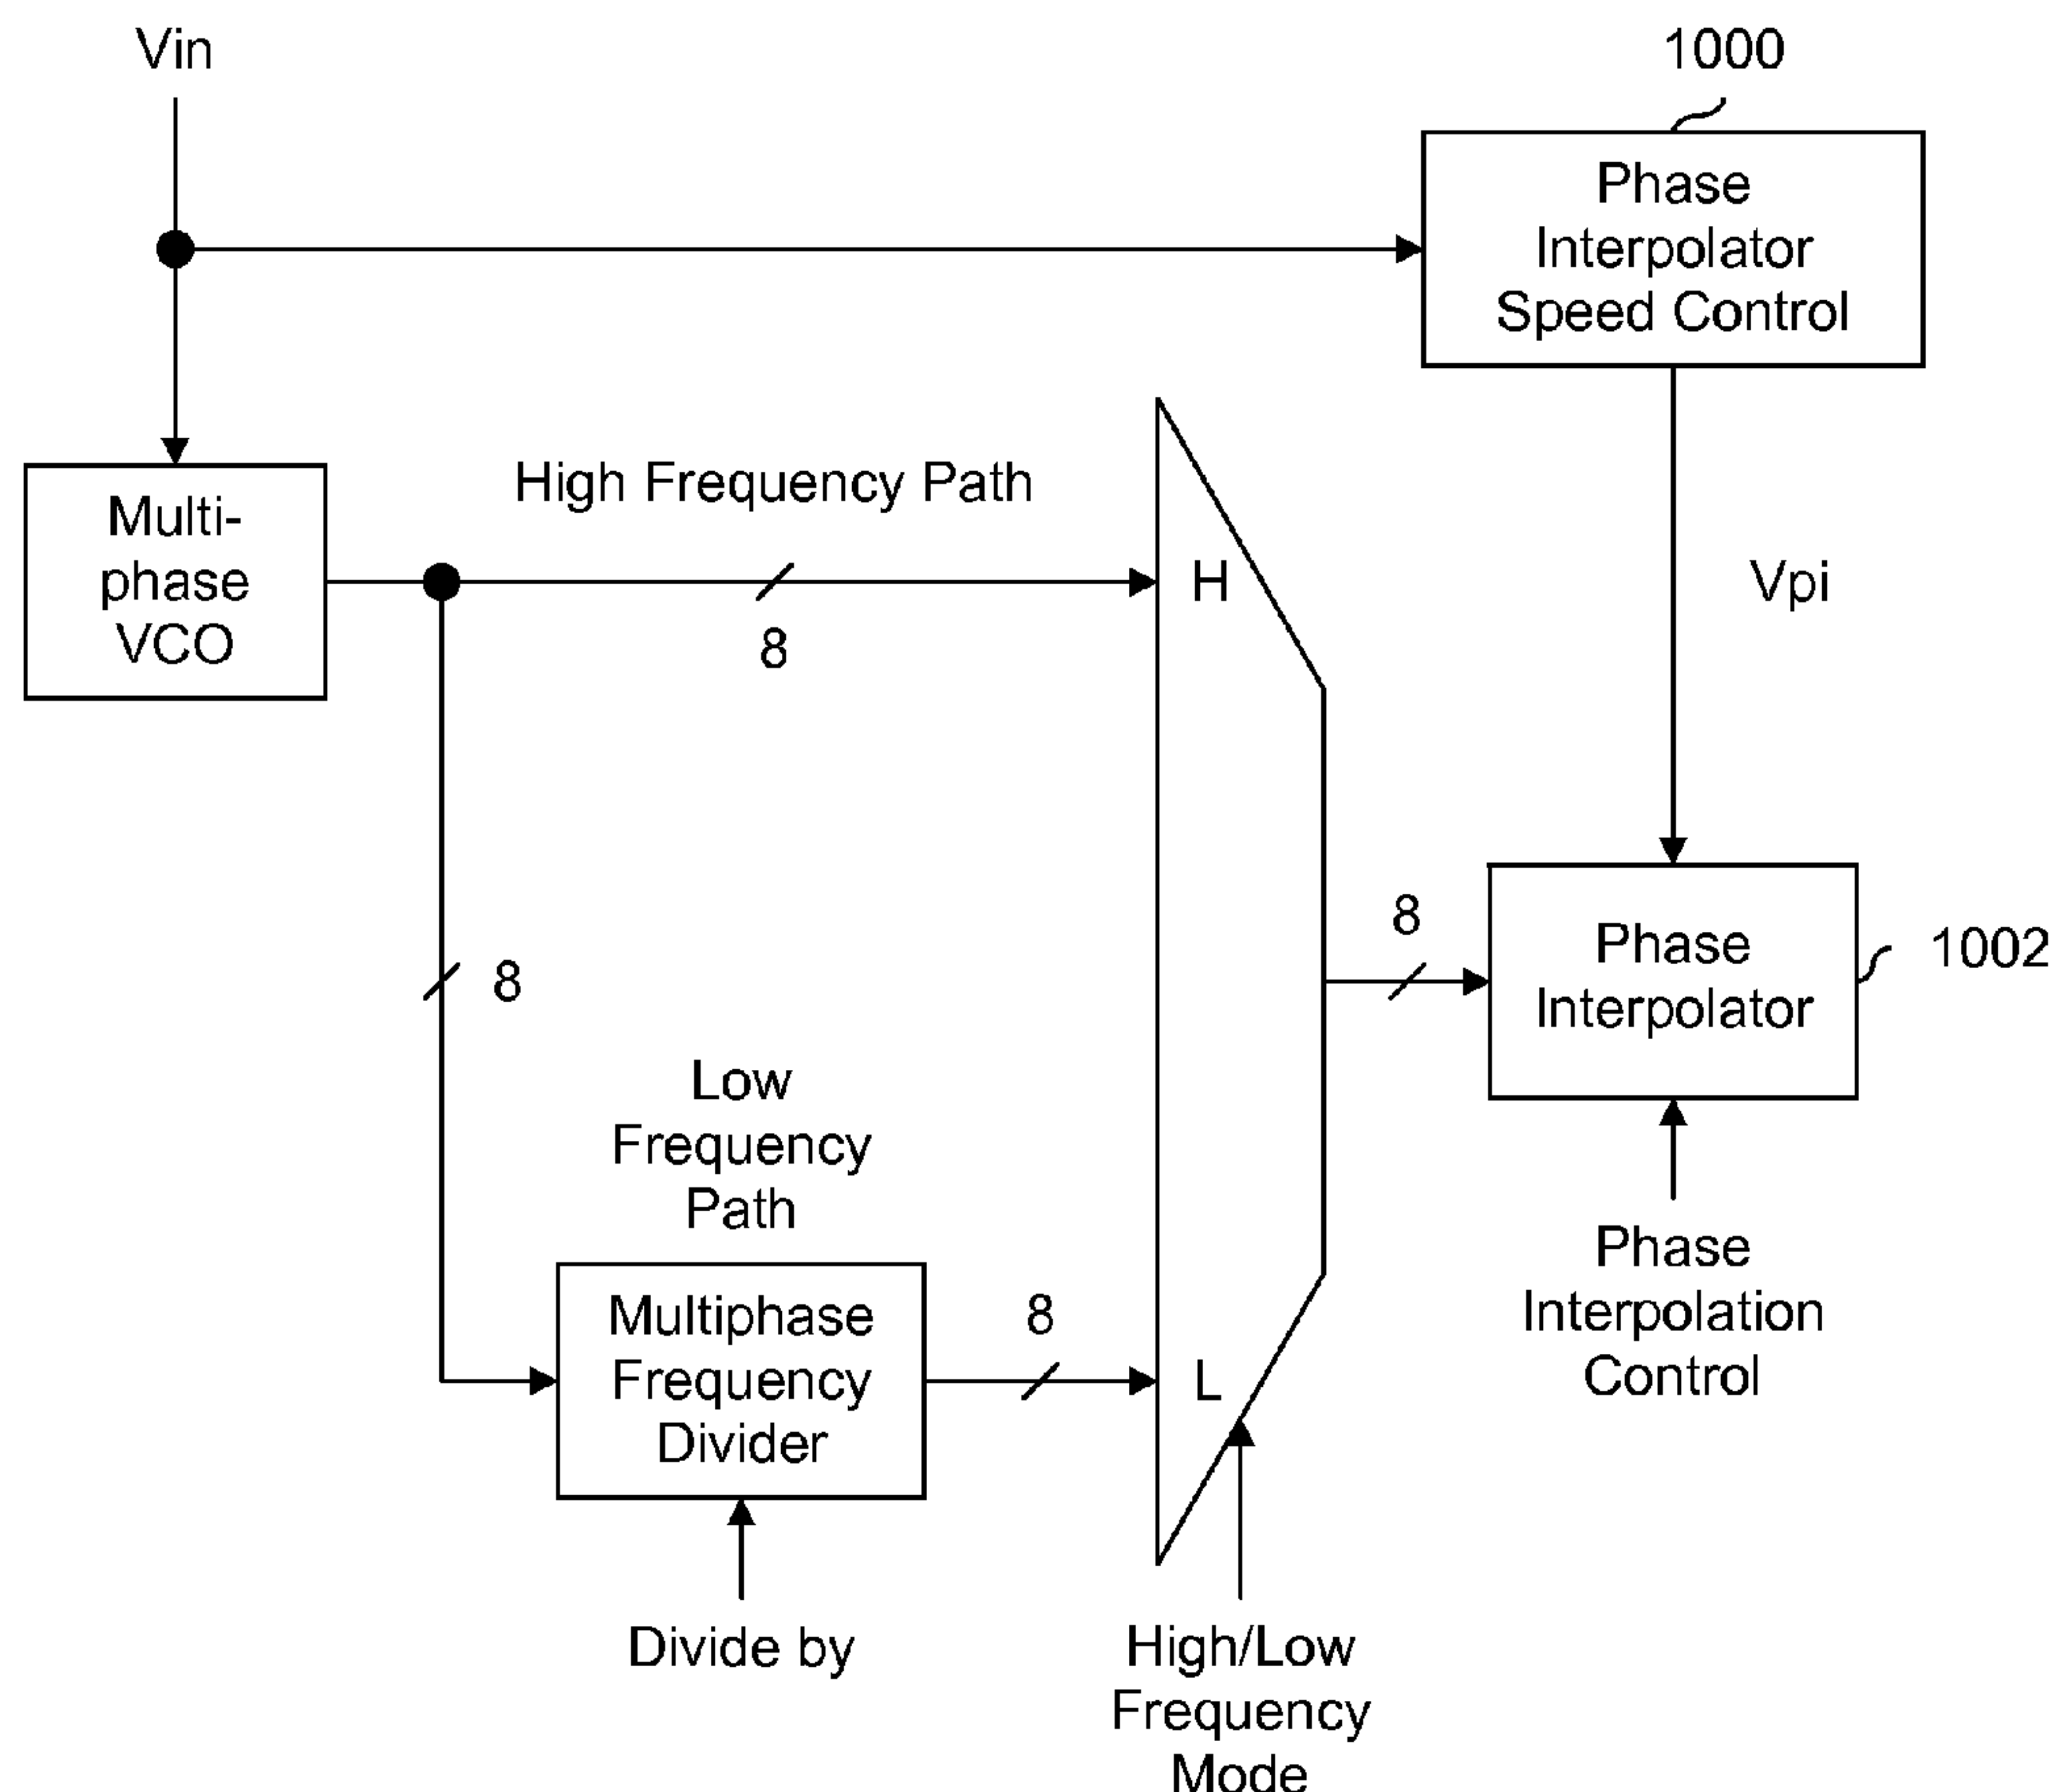 Vin
1000
Phase
Interpolator
Speed Control
Multi-
phase
VCO
High Frequency Path
8
H
Vpi
8
Low
Frequency
Path
8
Phase
Interpolator
1002
Multiphase
Frequency
Divider
8
L
Phase
Interpolation
Control
Divide by
High/Low
Frequency
Mode